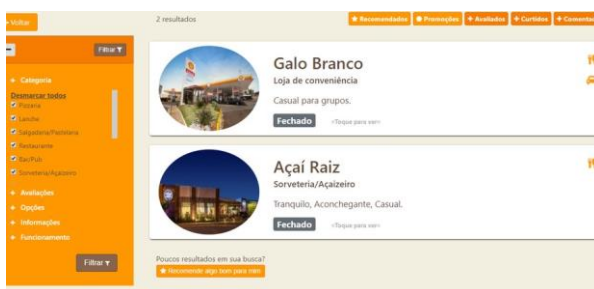 Voltar
2 resultados
Recomendados
Promoções
+ Avaliados
+ Curtidos
+ Comentad
Filtrar
+ Categoria
Desmarcar todos
Pizzaria
Lanche
Salgaderia/Pastelaria
Restaurante
Bar/Pub
Sorveteria/Açaizeiro
+ Avaliações
+ Opções
+ Informações
+ Funcionamento
Filtrar
Galo Branco
Loja de conveniência
Casual para grupos.
Fechado <Toque para ver>
Açaí Raiz
Sorveteria/Açaizeiro
Tranquilo, Aconchegante, Casual.
Fechado <Toque para ver>
Poucos resultados em sua busca?
Recomende algo bom para mim